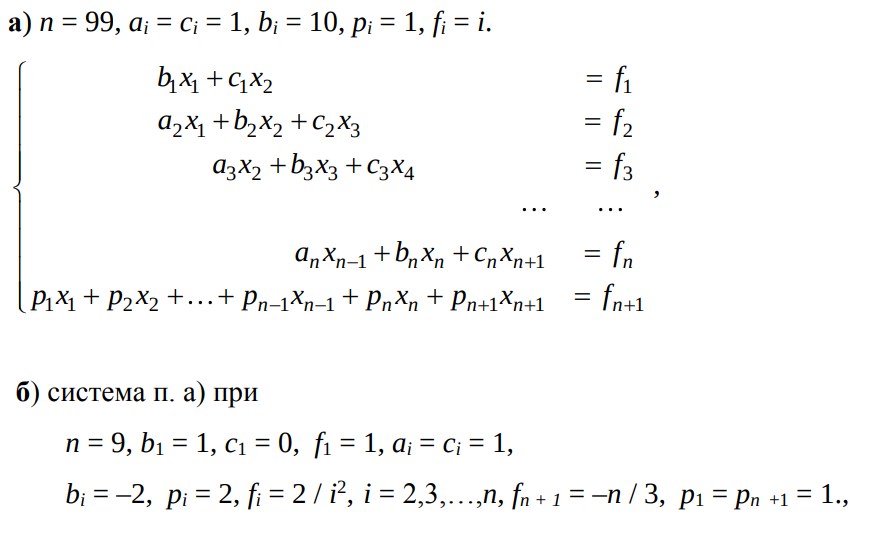 а) n = 99, aᵢ = cᵢ = 1, bᵢ = 10, pᵢ = 1, fᵢ = i.
b₁x₁ + c₁x₂ = f₁
a₂x₁ + b₂x₂ + c₂x₃ = f₂
a₃x₂ + b₃x₃ + c₃x₄ = f₃
… …
,
aₙxₙ₋₁ + bₙxₙ + cₙxₙ₊₁ = fₙ
p₁x₁ + p₂x₂ + … + pₙ₋₁xₙ₋₁ + pₙxₙ + pₙ₊₁xₙ₊₁ = fₙ₊₁
б) система п. а) при
n = 9, b₁ = 1, c₁ = 0, f₁ = 1, aᵢ = cᵢ = 1,
bᵢ = –2, pᵢ = 2, fᵢ = 2 / i², i = 2,3,…,n, fₙ ₊ ₁ = –n / 3, p₁ = pₙ ₊₁ = 1.,